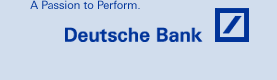 A Passion to Perform.
Deutsche Bank